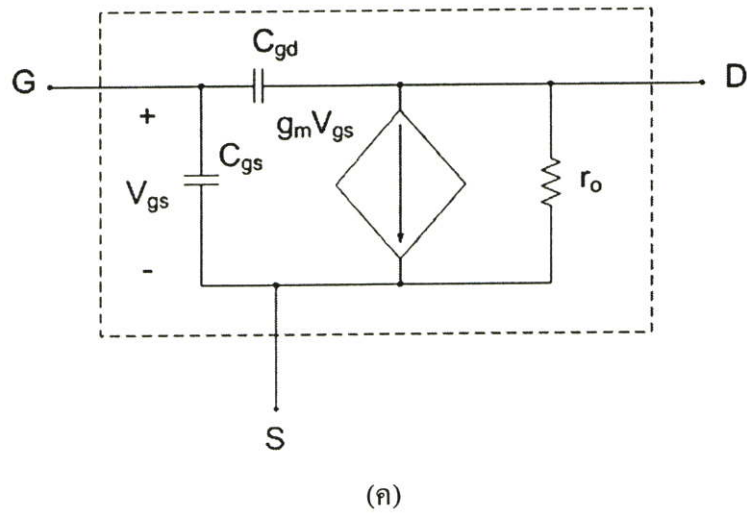 C_gd
G
D
+
g_mV_gs
C_gs
V_gs
r_o
-
S
(ค)